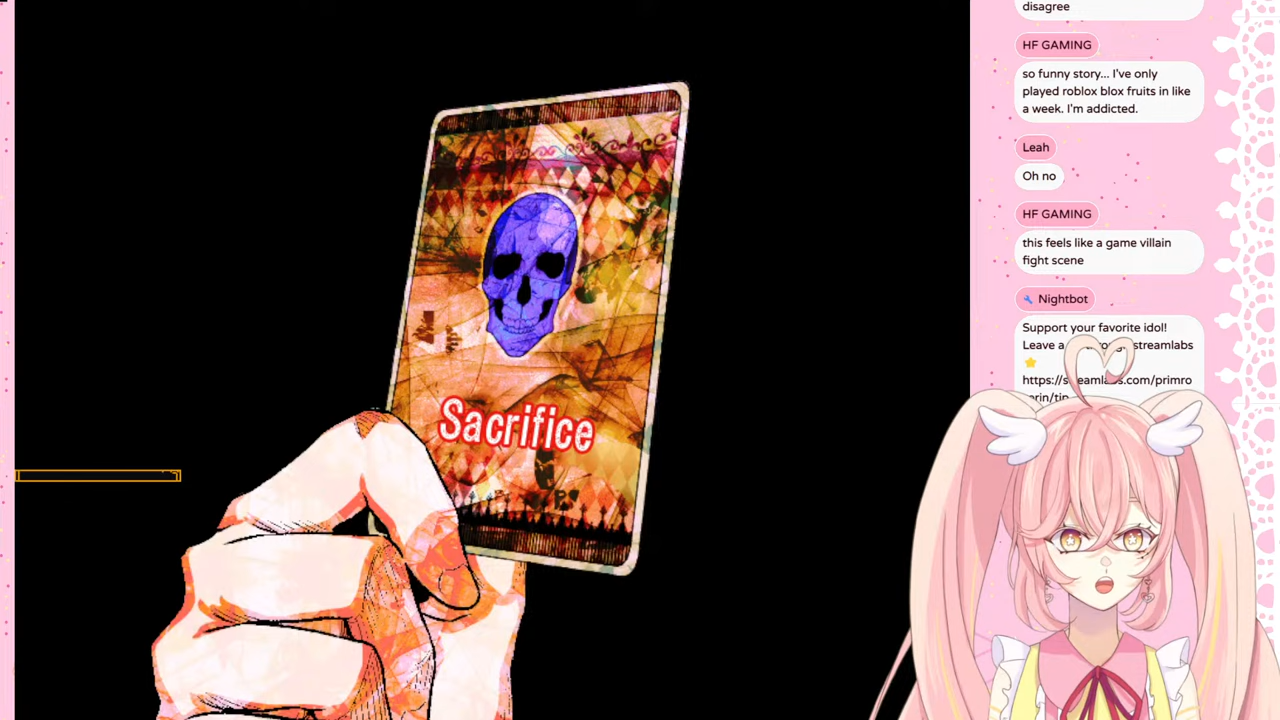 Sacrifice
disagree
HF GAMING
so funny story... I've only
played roblox blox fruits in like
a week. I'm addicted.
Leah
Oh no
HF GAMING
this feels like a game villain
fight scene
Nightbot
Support your favorite idol!
Leave a streamlabs